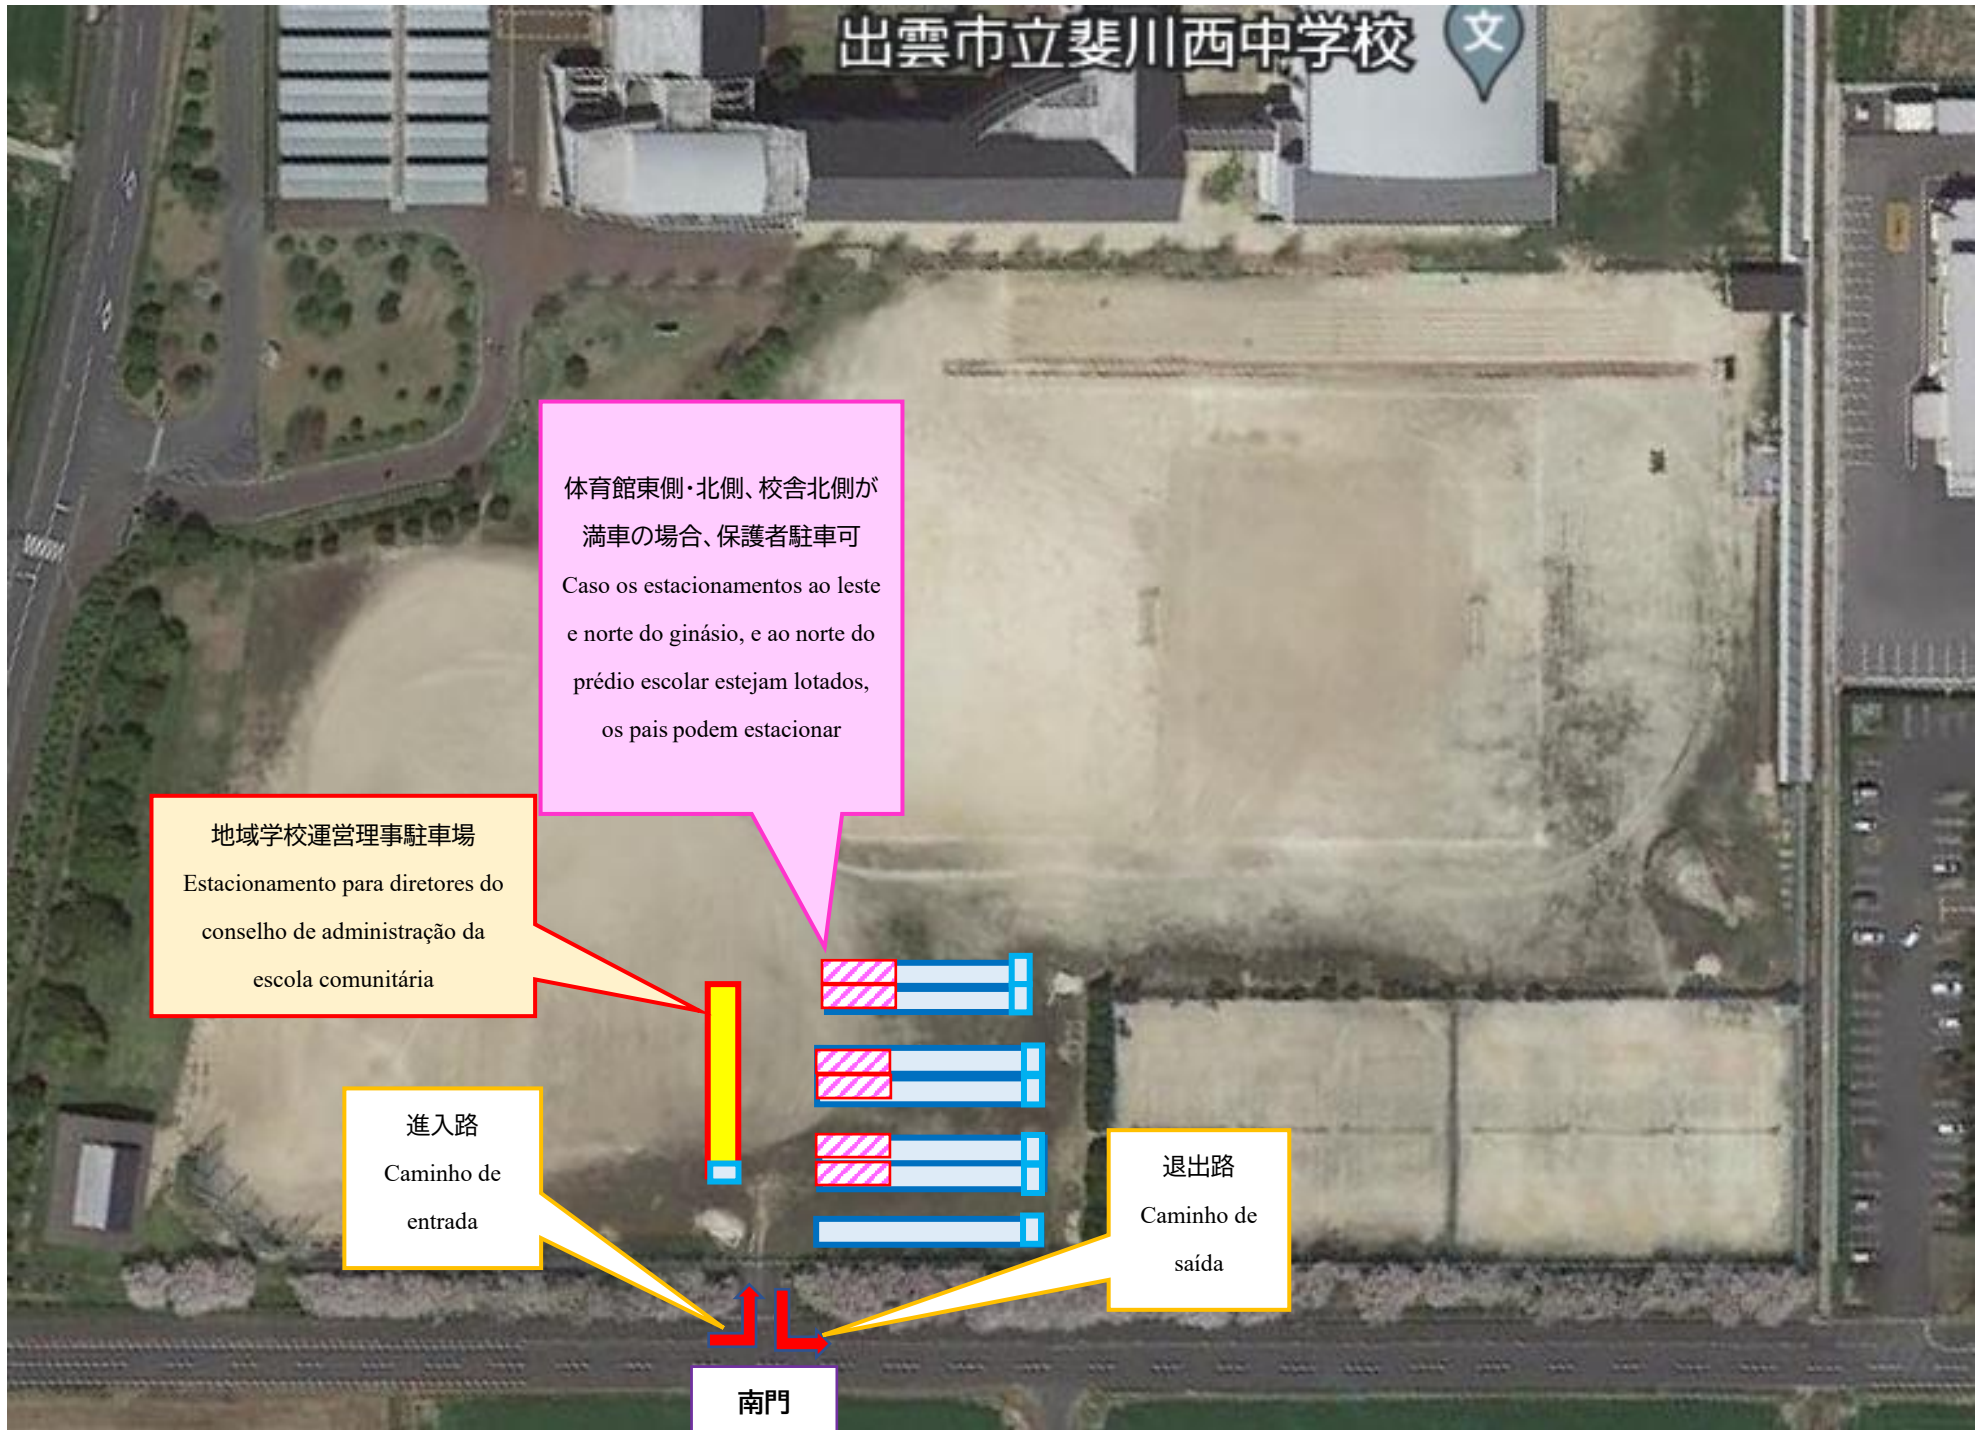 出雲市立斐川西中学校
文
体育館東側・北側、校舎北側が
満車の場合、保護者駐車可
Caso os estacionamentos ao leste
e norte do ginásio, e ao norte do
prédio escolar estejam lotados,
os pais podem estacionar
地域学校運営理事駐車場
Estacionamento para diretores do
conselho de administração da
escola comunitária
進入路
Caminho de
entrada
退出路
Caminho de
saída
南門